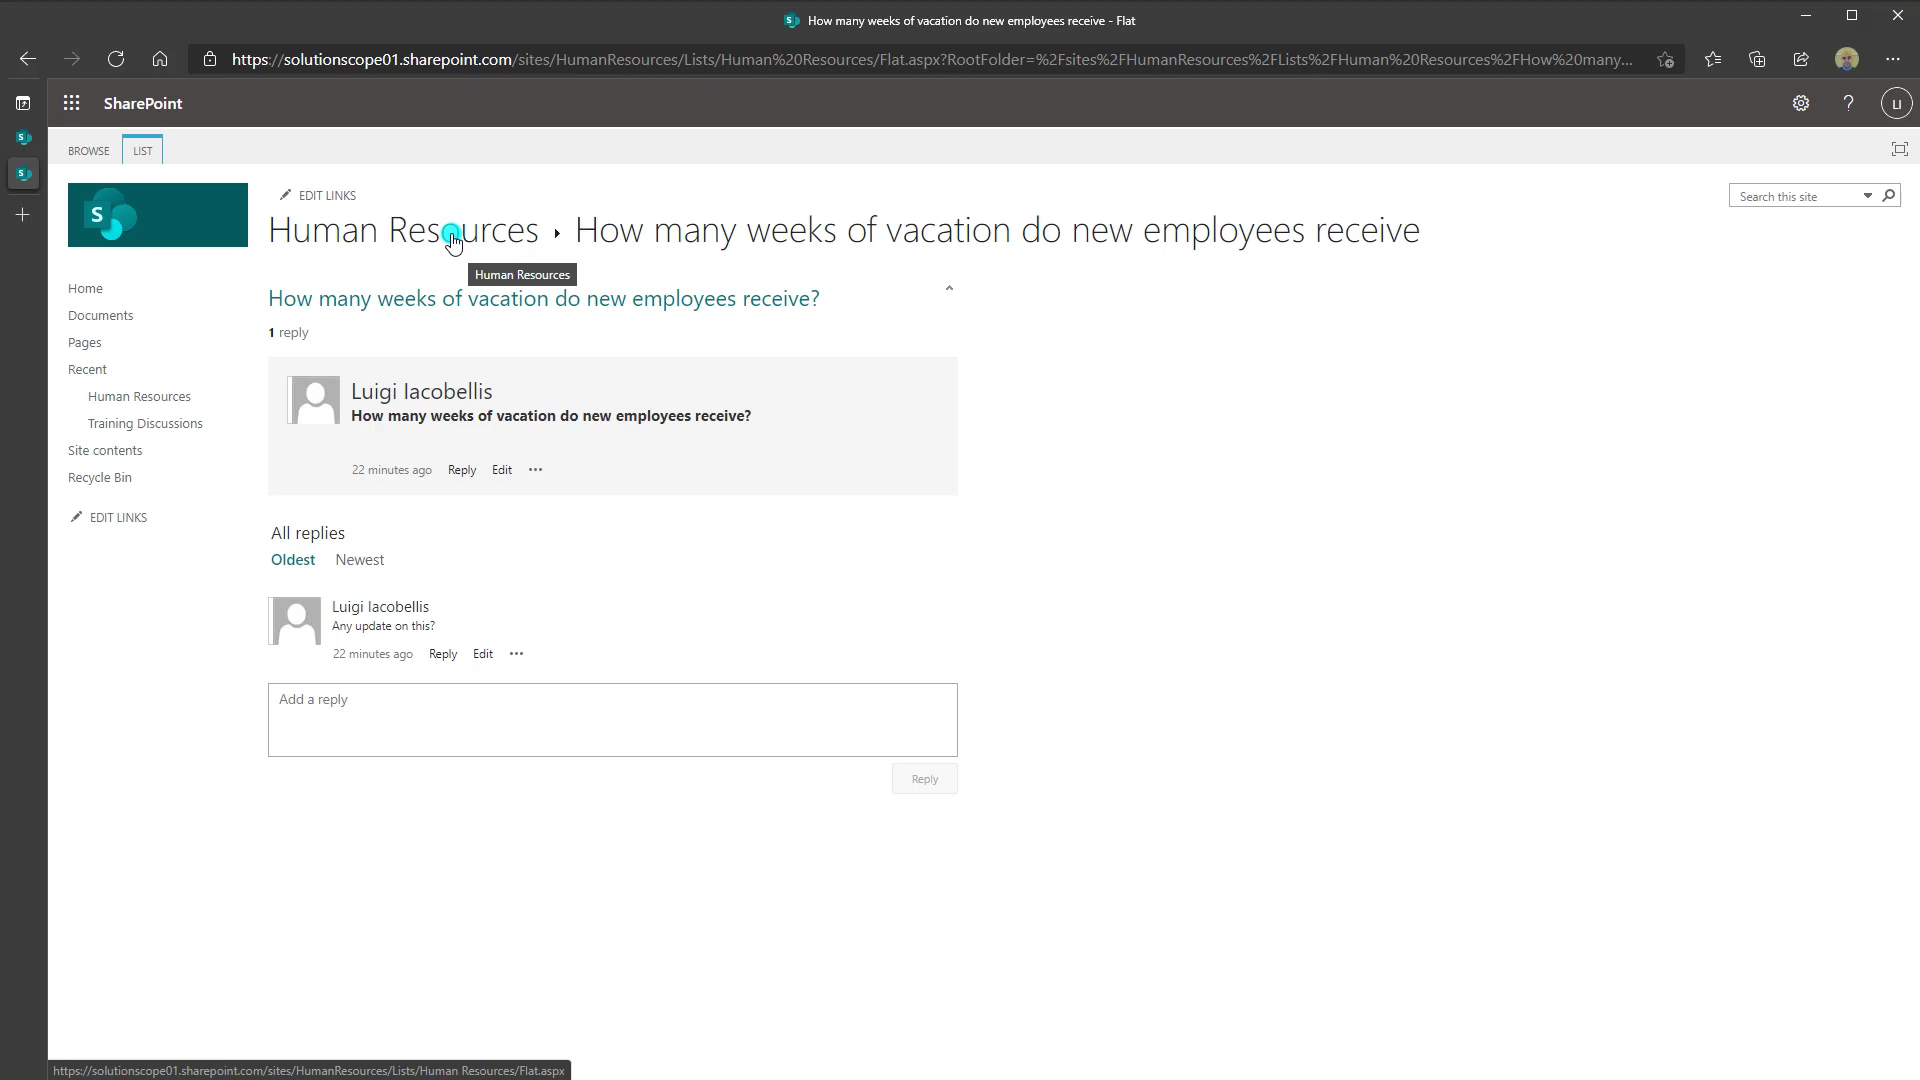 How many weeks of vacation do new employees receive - Flat
https://solutionscope01.sharepoint.com/sites/HumanResources/Lists/Human%20Resources/Flat.aspx?RootFolder=%2Fsites%2FHumanResources%2FLists%2FHuman%20Resources%2FHow%20many...
SharePoint
LI
BROWSE
LIST
S
EDIT LINKS
Search this site
Human Resources ▸ How many weeks of vacation do new employees receive
Human Resources
Home
Documents
Pages
Recent
Human Resources
Training Discussions
Site contents
Recycle Bin
EDIT LINKS
How many weeks of vacation do new employees receive?
1 reply
Luigi Iacobellis
How many weeks of vacation do new employees receive?
22 minutes ago Reply Edit •••
All replies
Oldest Newest
Luigi Iacobellis
Any update on this?
22 minutes ago Reply Edit •••
Add a reply
Reply
https://solutionscope01.sharepoint.com/sites/HumanResources/Lists/Human Resources/Flat.aspx